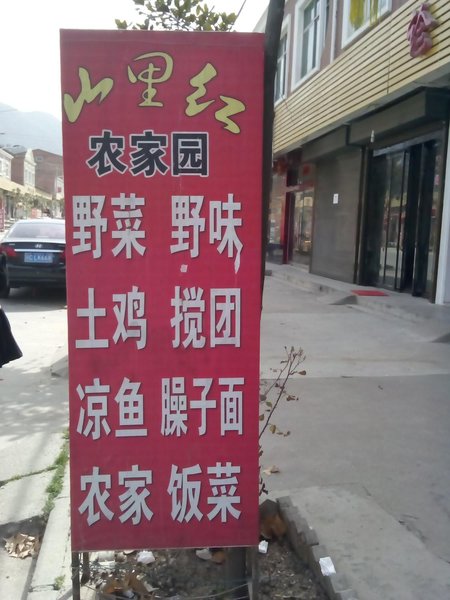 山里红
农家园
野菜 野味
土鸡 搅团
凉鱼 臊子面
农家 饭菜